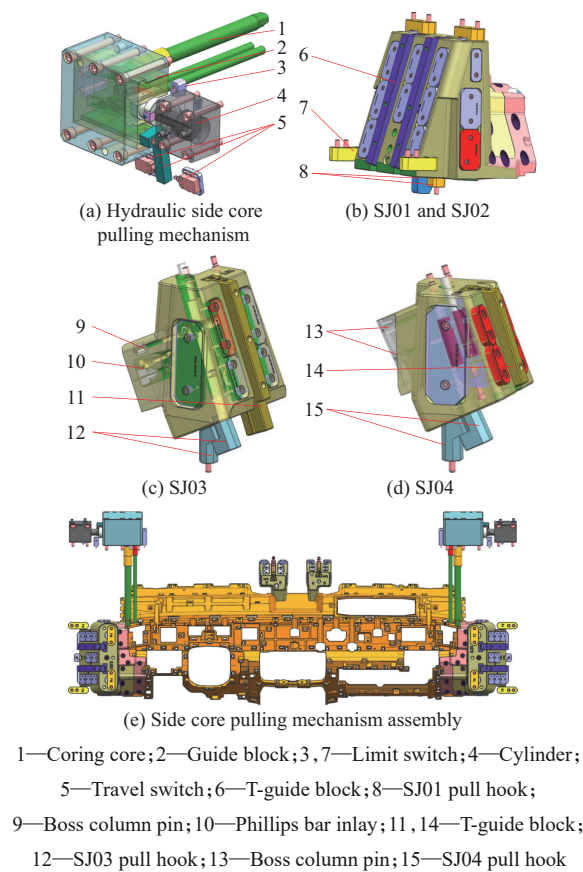 1
2
3
4
5
(a) Hydraulic side core
pulling mechanism
6
7
8
(b) SJ01 and SJ02
9
10
11
12
(c) SJ03
13
14
15
(d) SJ04
(e) Side core pulling mechanism assembly
1—Coring core;2—Guide block;3,7—Limit switch;4—Cylinder;
5—Travel switch;6—T-guide block;8—SJ01 pull hook;
9—Boss column pin;10—Phillips bar inlay;11,14—T-guide block;
12—SJ03 pull hook;13—Boss column pin;15—SJ04 pull hook